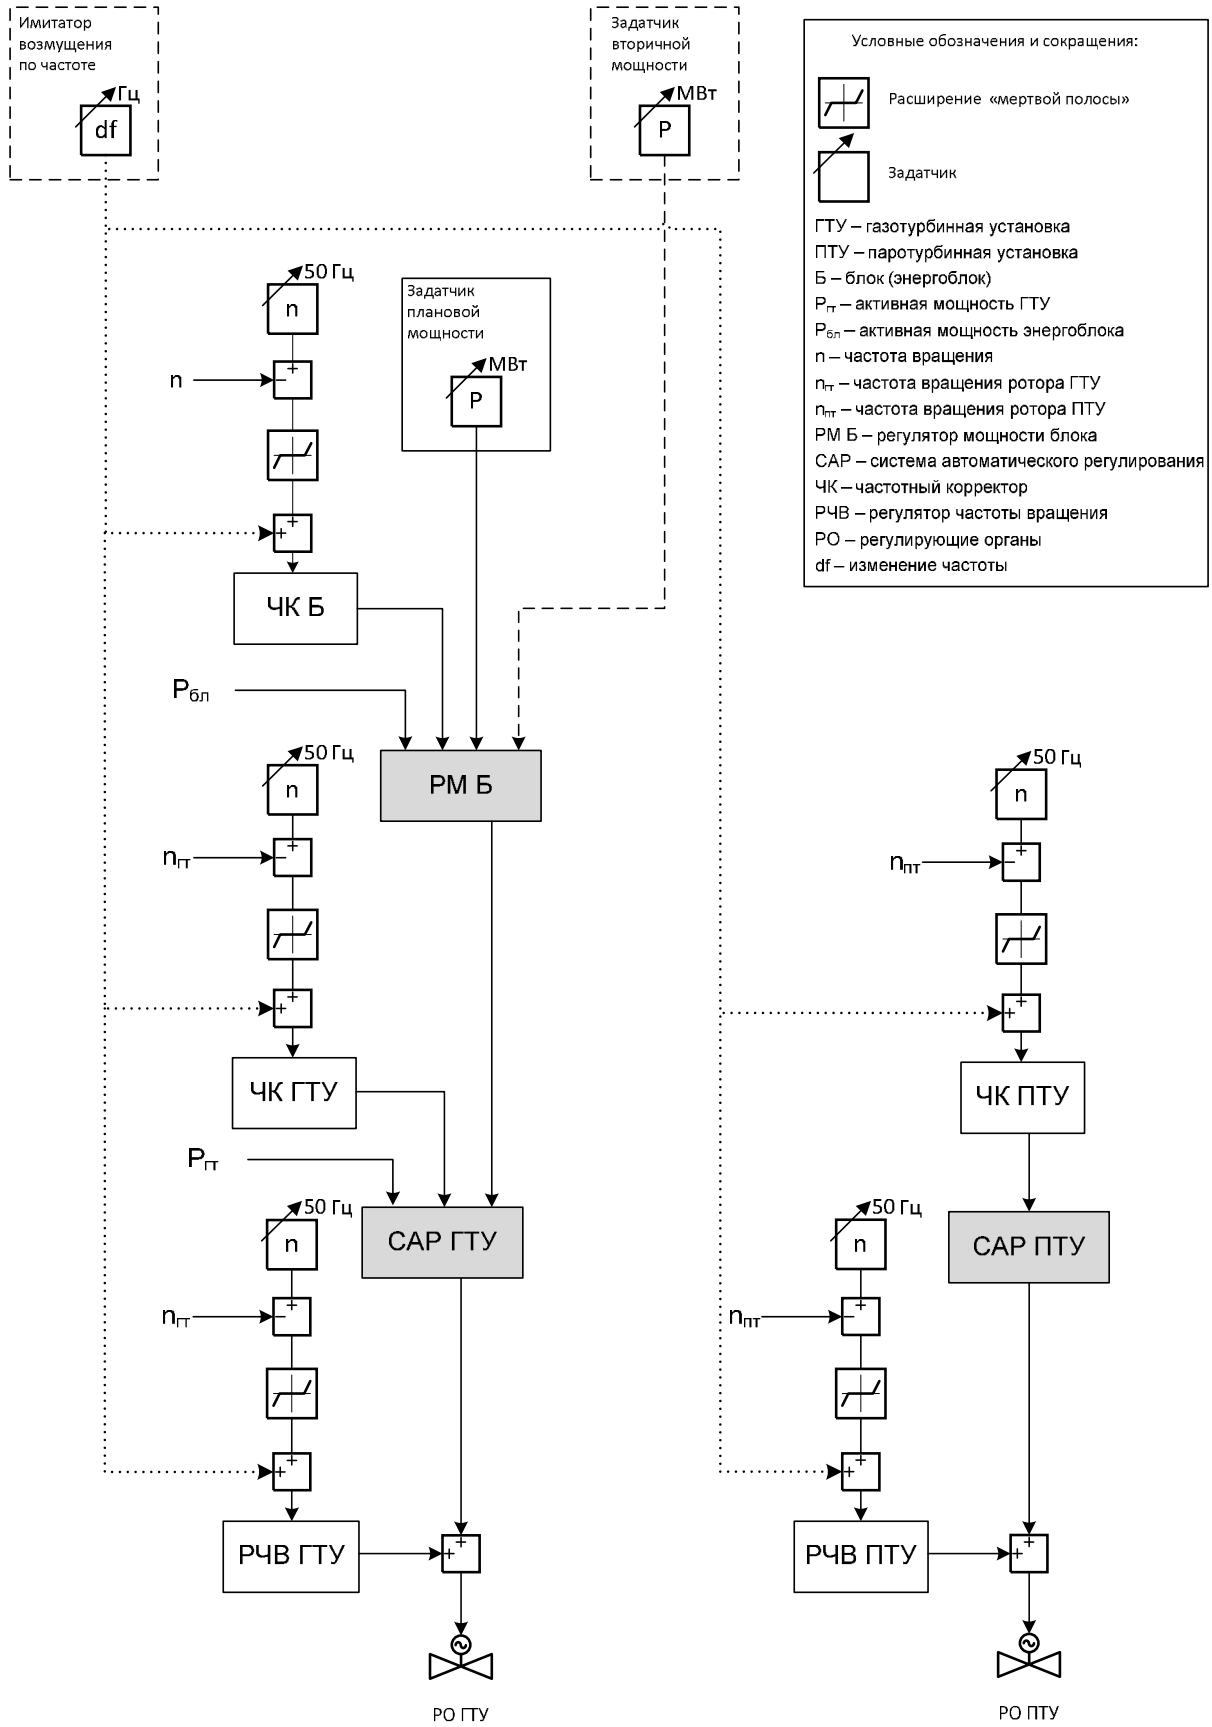 Имитатор
возмущения
по частоте
Гц
df
Задатчик
вторичной
мощности
МВт
P
Условные обозначения и сокращения:
Расширение «мертвой полосы»
Задатчик
ГТУ – газотурбинная установка
ПТУ – паротурбинная установка
Б – блок (энергоблок)
Pгт – активная мощность ГТУ
Pбл – активная мощность энергоблока
n – частота вращения
nгт – частота вращения ротора ГТУ
nпт – частота вращения ротора ПТУ
РМ Б – регулятор мощности блока
САР – система автоматического регулирования
ЧК – частотный корректор
РЧВ – регулятор частоты вращения
РО – регулирующие органы
df – изменение частоты
50 Гц
n
+
n
–
+
+
ЧК Б
Задатчик
плановой
мощности
МВт
P
Pбл
РМ Б
50 Гц
n
+
nгт
–
+
+
ЧК ГТУ
50 Гц
n
+
nпт
–
+
+
ЧК ПТУ
Pгт
САР ГТУ
САР ПТУ
50 Гц
n
+
nгт
–
+
+
РЧВ ГТУ
+
+
РО ГТУ
50 Гц
n
+
nпт
–
+
+
РЧВ ПТУ
+
+
РО ПТУ